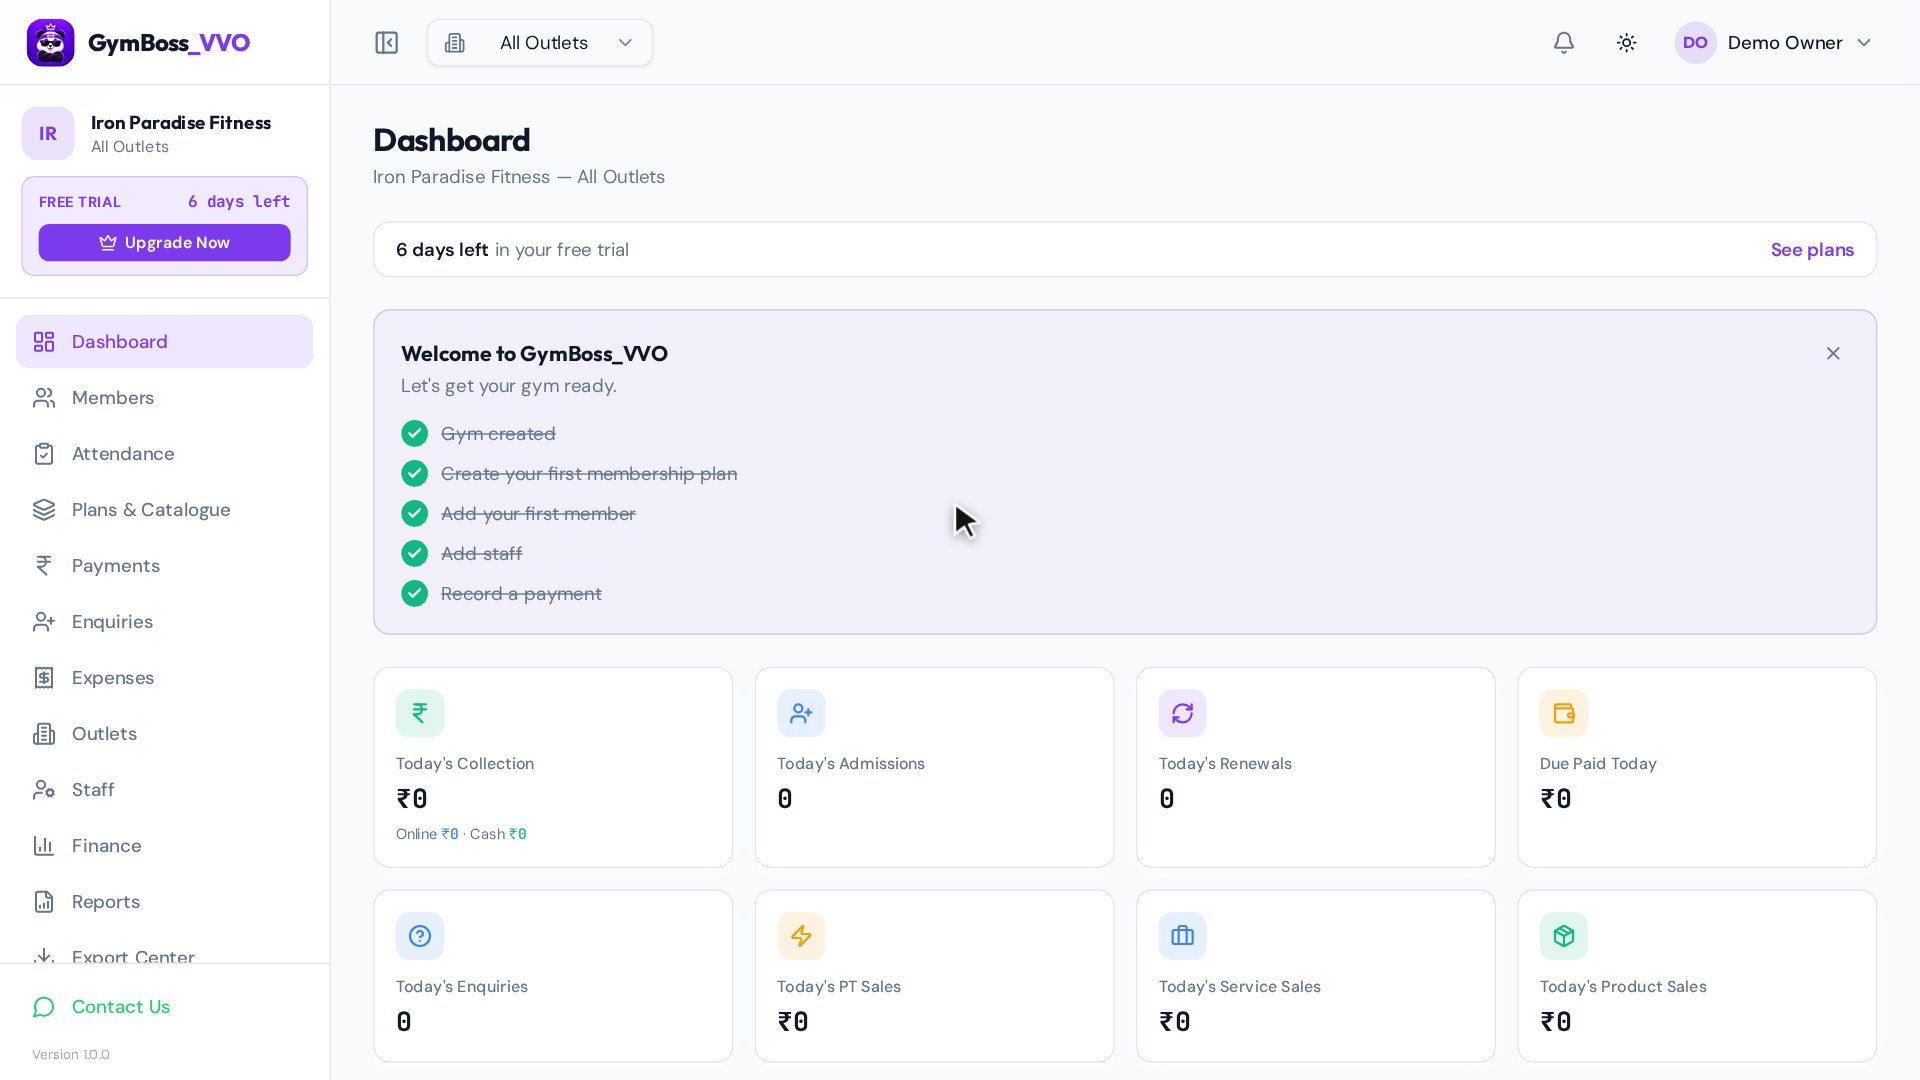 GymBoss_VVO
All Outlets
DO
Demo Owner
IR
Iron Paradise Fitness
All Outlets
FREE TRIAL
6 days left
Upgrade Now
Dashboard
Members
Attendance
Plans & Catalogue
Payments
Enquiries
Expenses
Outlets
Staff
Finance
Reports
Export Center
Contact Us
Version 1.0.0
Dashboard
Iron Paradise Fitness — All Outlets
6 days left in your free trial
See plans
Welcome to GymBoss_VVO
Let's get your gym ready.
Gym created
Create your first membership plan
Add your first member
Add staff
Record a payment
Today's Collection
₹0
Online ₹0 · Cash ₹0
Today's Admissions
0
Today's Renewals
0
Due Paid Today
₹0
Today's Enquiries
0
Today's PT Sales
₹0
Today's Service Sales
₹0
Today's Product Sales
₹0